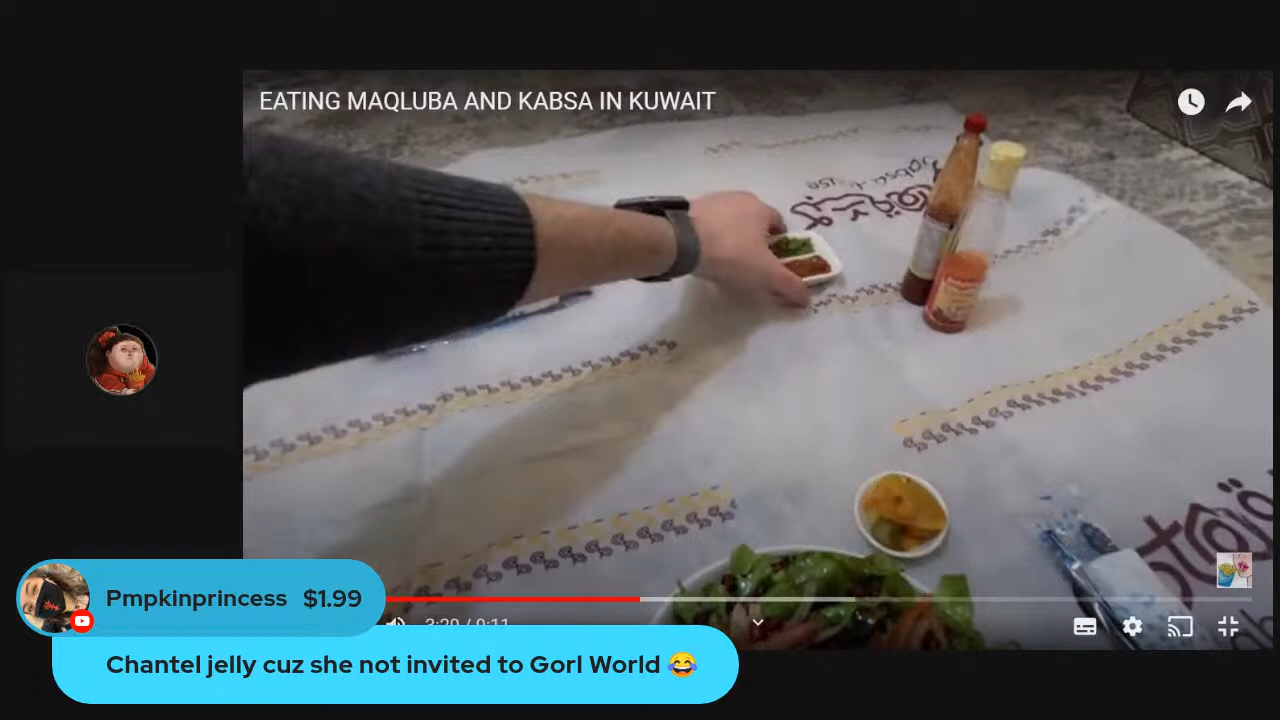 EATING MAQLUBA AND KABSA IN KUWAIT
Pmpkinprincess $1.99
Chantel jelly cuz she not invited to Gorl World 😂